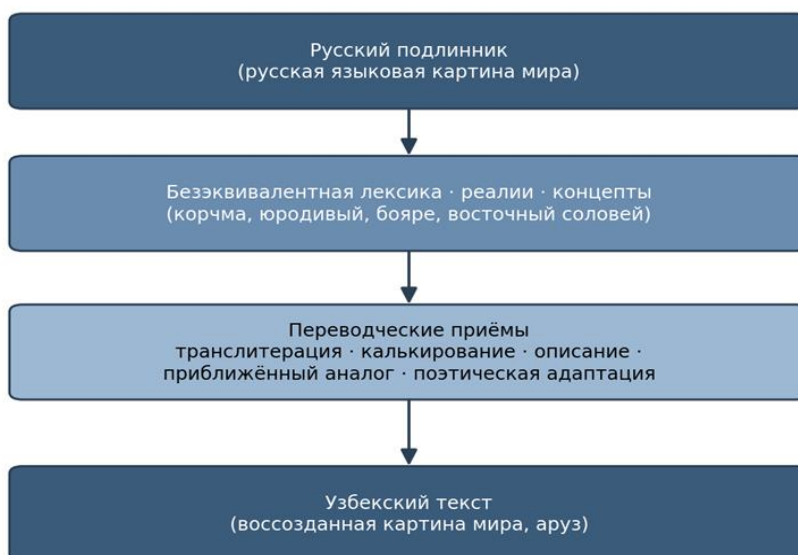 Русский подлинник
(русская языковая картина мира)
Безэквивалентная лексика · реалии · концепты
(корчма, юродивый, бояре, восточный соловей)
Переводческие приёмы
транслитерация · калькирование · описание ·
приближённый аналог · поэтическая адаптация
Узбекский текст
(воссозданная картина мира, аруз)